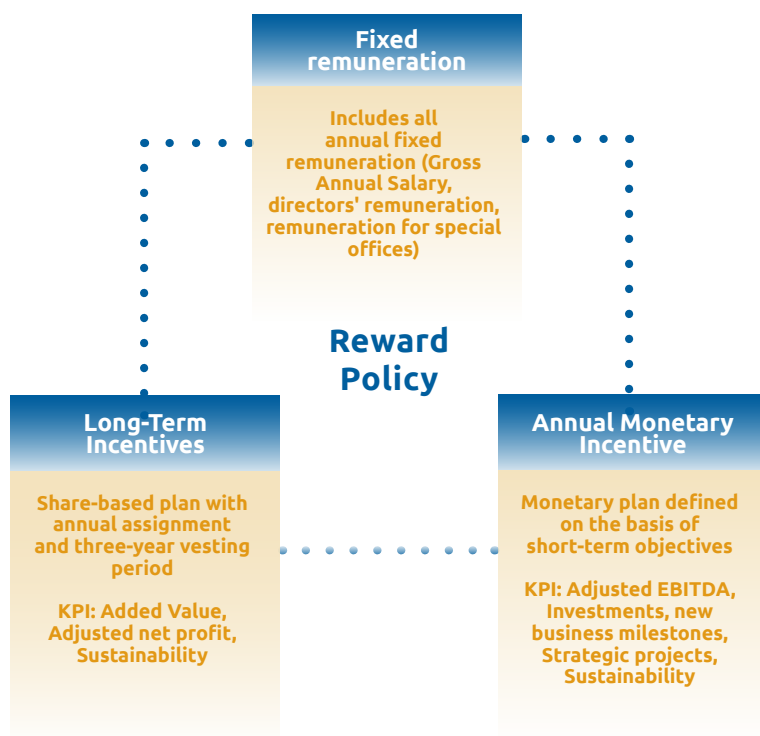 Fixed
remuneration
Includes all
annual fixed
remuneration (Gross
Annual Salary,
directors' remuneration,
remuneration for special
offices)
Reward
Policy
Long-Term
Incentives
Share-based plan with
annual assignment
and three-year vesting
period
KPI: Added Value,
Adjusted net profit,
Sustainability
Annual Monetary
Incentive
Monetary plan defined
on the basis of
short-term objectives
KPI: Adjusted EBITDA,
Investments, new
business milestones,
Strategic projects,
Sustainability